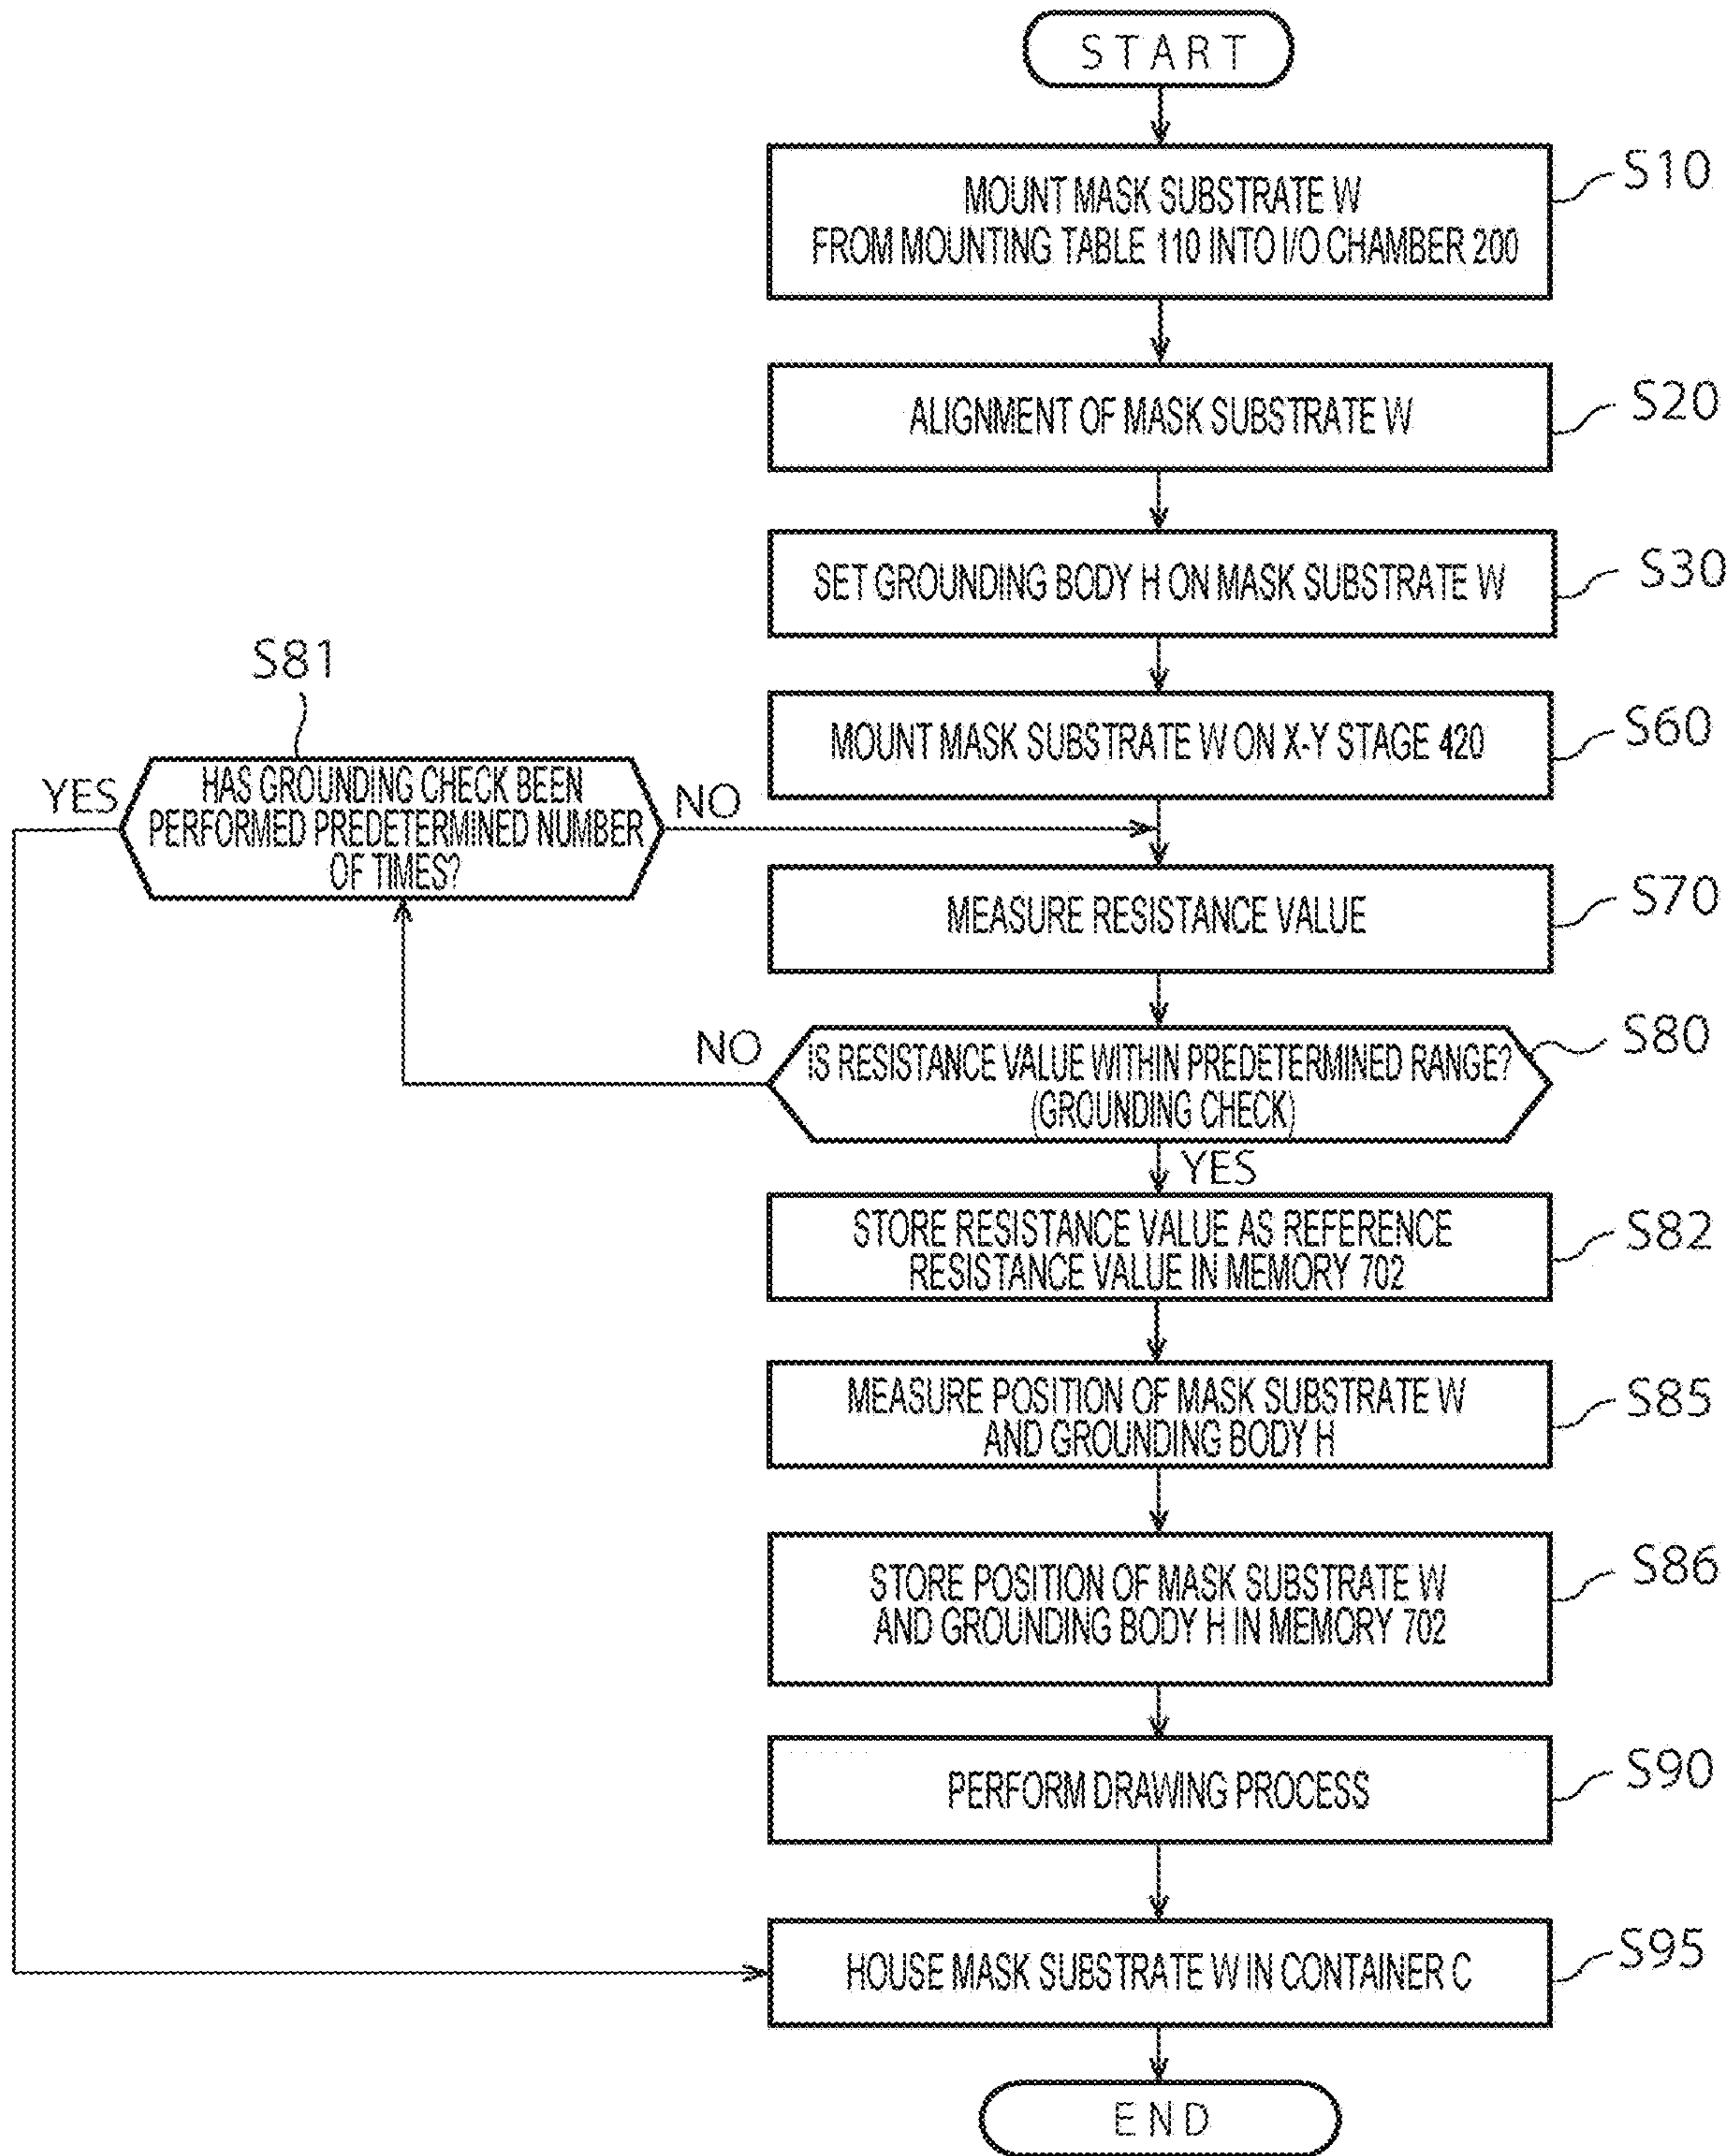 START
MOUNT MASK SUBSTRATE W
FROM MOUNTING TABLE 110 INTO I/O CHAMBER 200
S10
ALIGNMENT OF MASK SUBSTRATE W
S20
SET GROUNDING BODY H ON MASK SUBSTRATE W
S30
MOUNT MASK SUBSTRATE W ON X-Y STAGE 420
S60
S81
HAS GROUNDING CHECK BEEN
PERFORMED PREDETERMINED NUMBER
OF TIMES?
YES
NO
MEASURE RESISTANCE VALUE
S70
IS RESISTANCE VALUE WITHIN PREDETERMINED RANGE?
(GROUNDING CHECK)
S80
NO
YES
STORE RESISTANCE VALUE AS REFERENCE
RESISTANCE VALUE IN MEMORY 702
S82
MEASURE POSITION OF MASK SUBSTRATE W
AND GROUNDING BODY H
S85
STORE POSITION OF MASK SUBSTRATE W
AND GROUNDING BODY H IN MEMORY 702
S86
PERFORM DRAWING PROCESS
S90
HOUSE MASK SUBSTRATE W IN CONTAINER C
S95
END